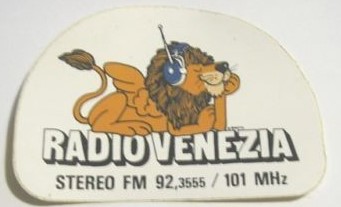 RADIO VENEZIA
STEREO FM 92,3555 / 101 MHz